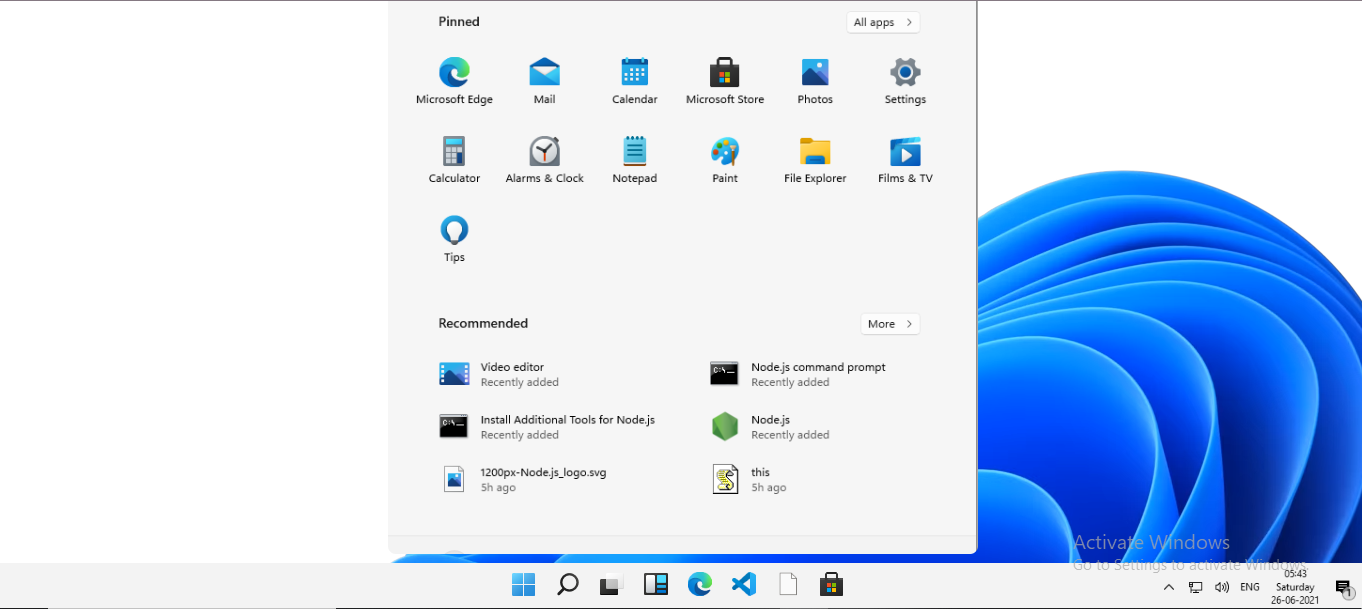 Pinned
All apps
Microsoft Edge
Mail
Calendar
Microsoft Store
Photos
Settings
Calculator
Alarms & Clock
Notepad
Paint
File Explorer
Films & TV
Tips
Recommended
More
Video editor
Recently added
Node.js command prompt
Recently added
Install Additional Tools for Node.js
Recently added
Node.js
Recently added
1200px-Node.js_logo.svg
5h ago
this
5h ago
Activate Windows
Go to Settings to activate Windows.
ENG
05:43
Saturday
26-06-2021
1